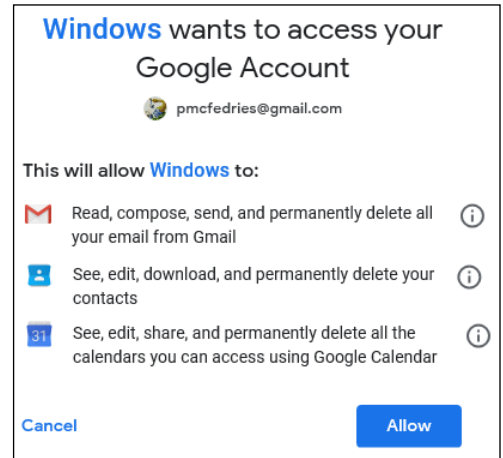 Windows wants to access your
Google Account
pmcfedries@gmail.com
This will allow Windows to:
Read, compose, send, and permanently delete all
your email from Gmail
See, edit, download, and permanently delete your
contacts
31
See, edit, share, and permanently delete all the
calendars you can access using Google Calendar
Cancel
Allow